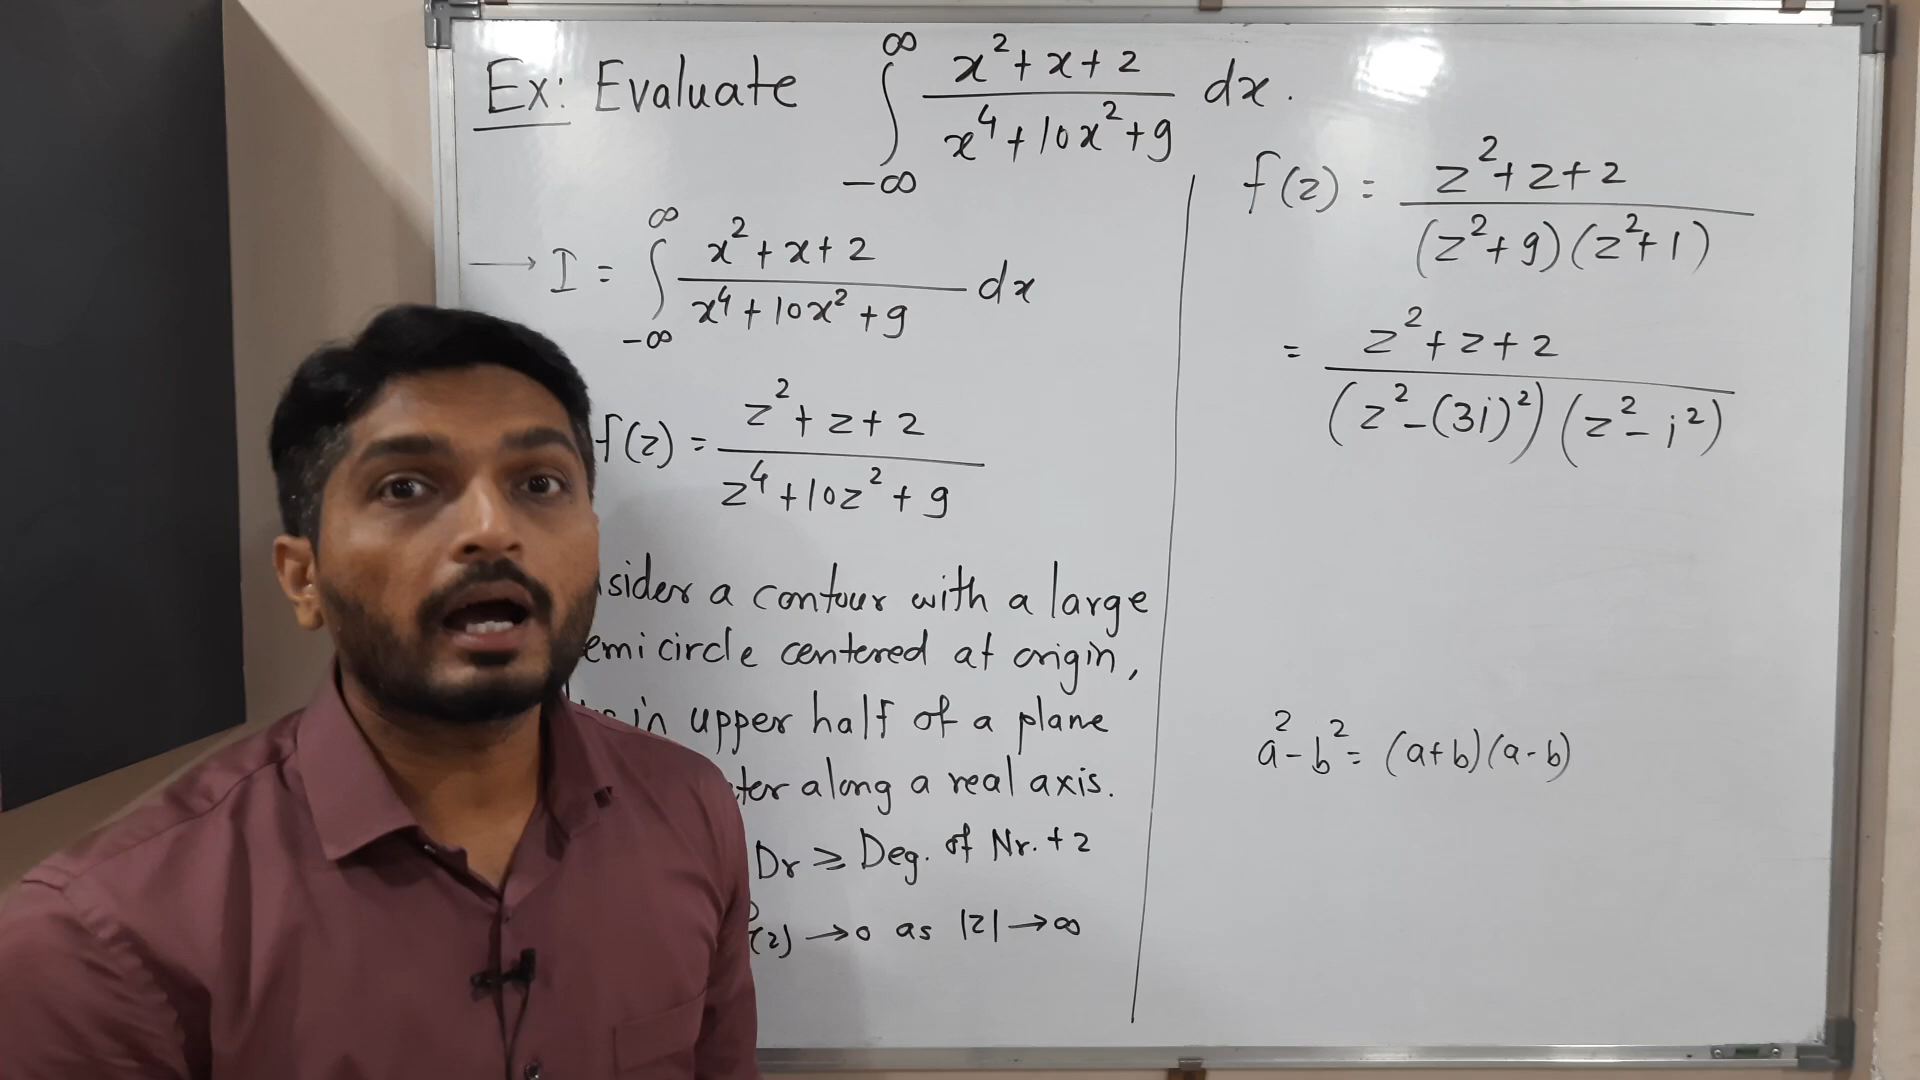 Ex: Evaluate ∫_{-∞}^{∞} (x²+x+2)/(x⁴+10x²+9) dx.
→ I = ∫_{-∞}^{∞} (x²+x+2)/(x⁴+10x²+9) dx
f(z) = (z²+z+2)/(z⁴+10z²+9)
a contour with a large
circle centered at origin,
in upper half of a plane
along a real axis.
Dr ≥ Deg. of Nr. + 2
(z) → 0 as |z| → ∞
f(z) = (z²+z+2)/((z²+9)(z²+1))
= (z²+z+2)/((z²-(3i)²)(z²-i²))
a²-b² = (a+b)(a-b)